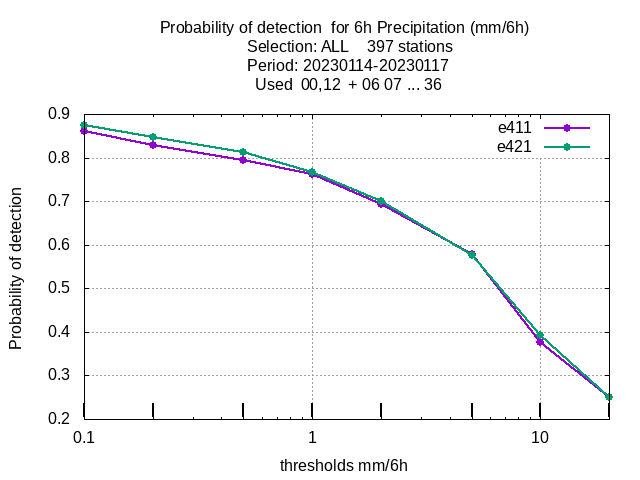 Probability of detection  for 6h Precipitation (mm/6h)
Selection: ALL    397 stations
Period: 20230114-20230117
Used  00,12  + 06 07 ... 36
e411
e421
0.9
0.8
0.7
0.6
0.5
0.4
0.3
0.2
Probability of detection
0.1
1
10
thresholds mm/6h